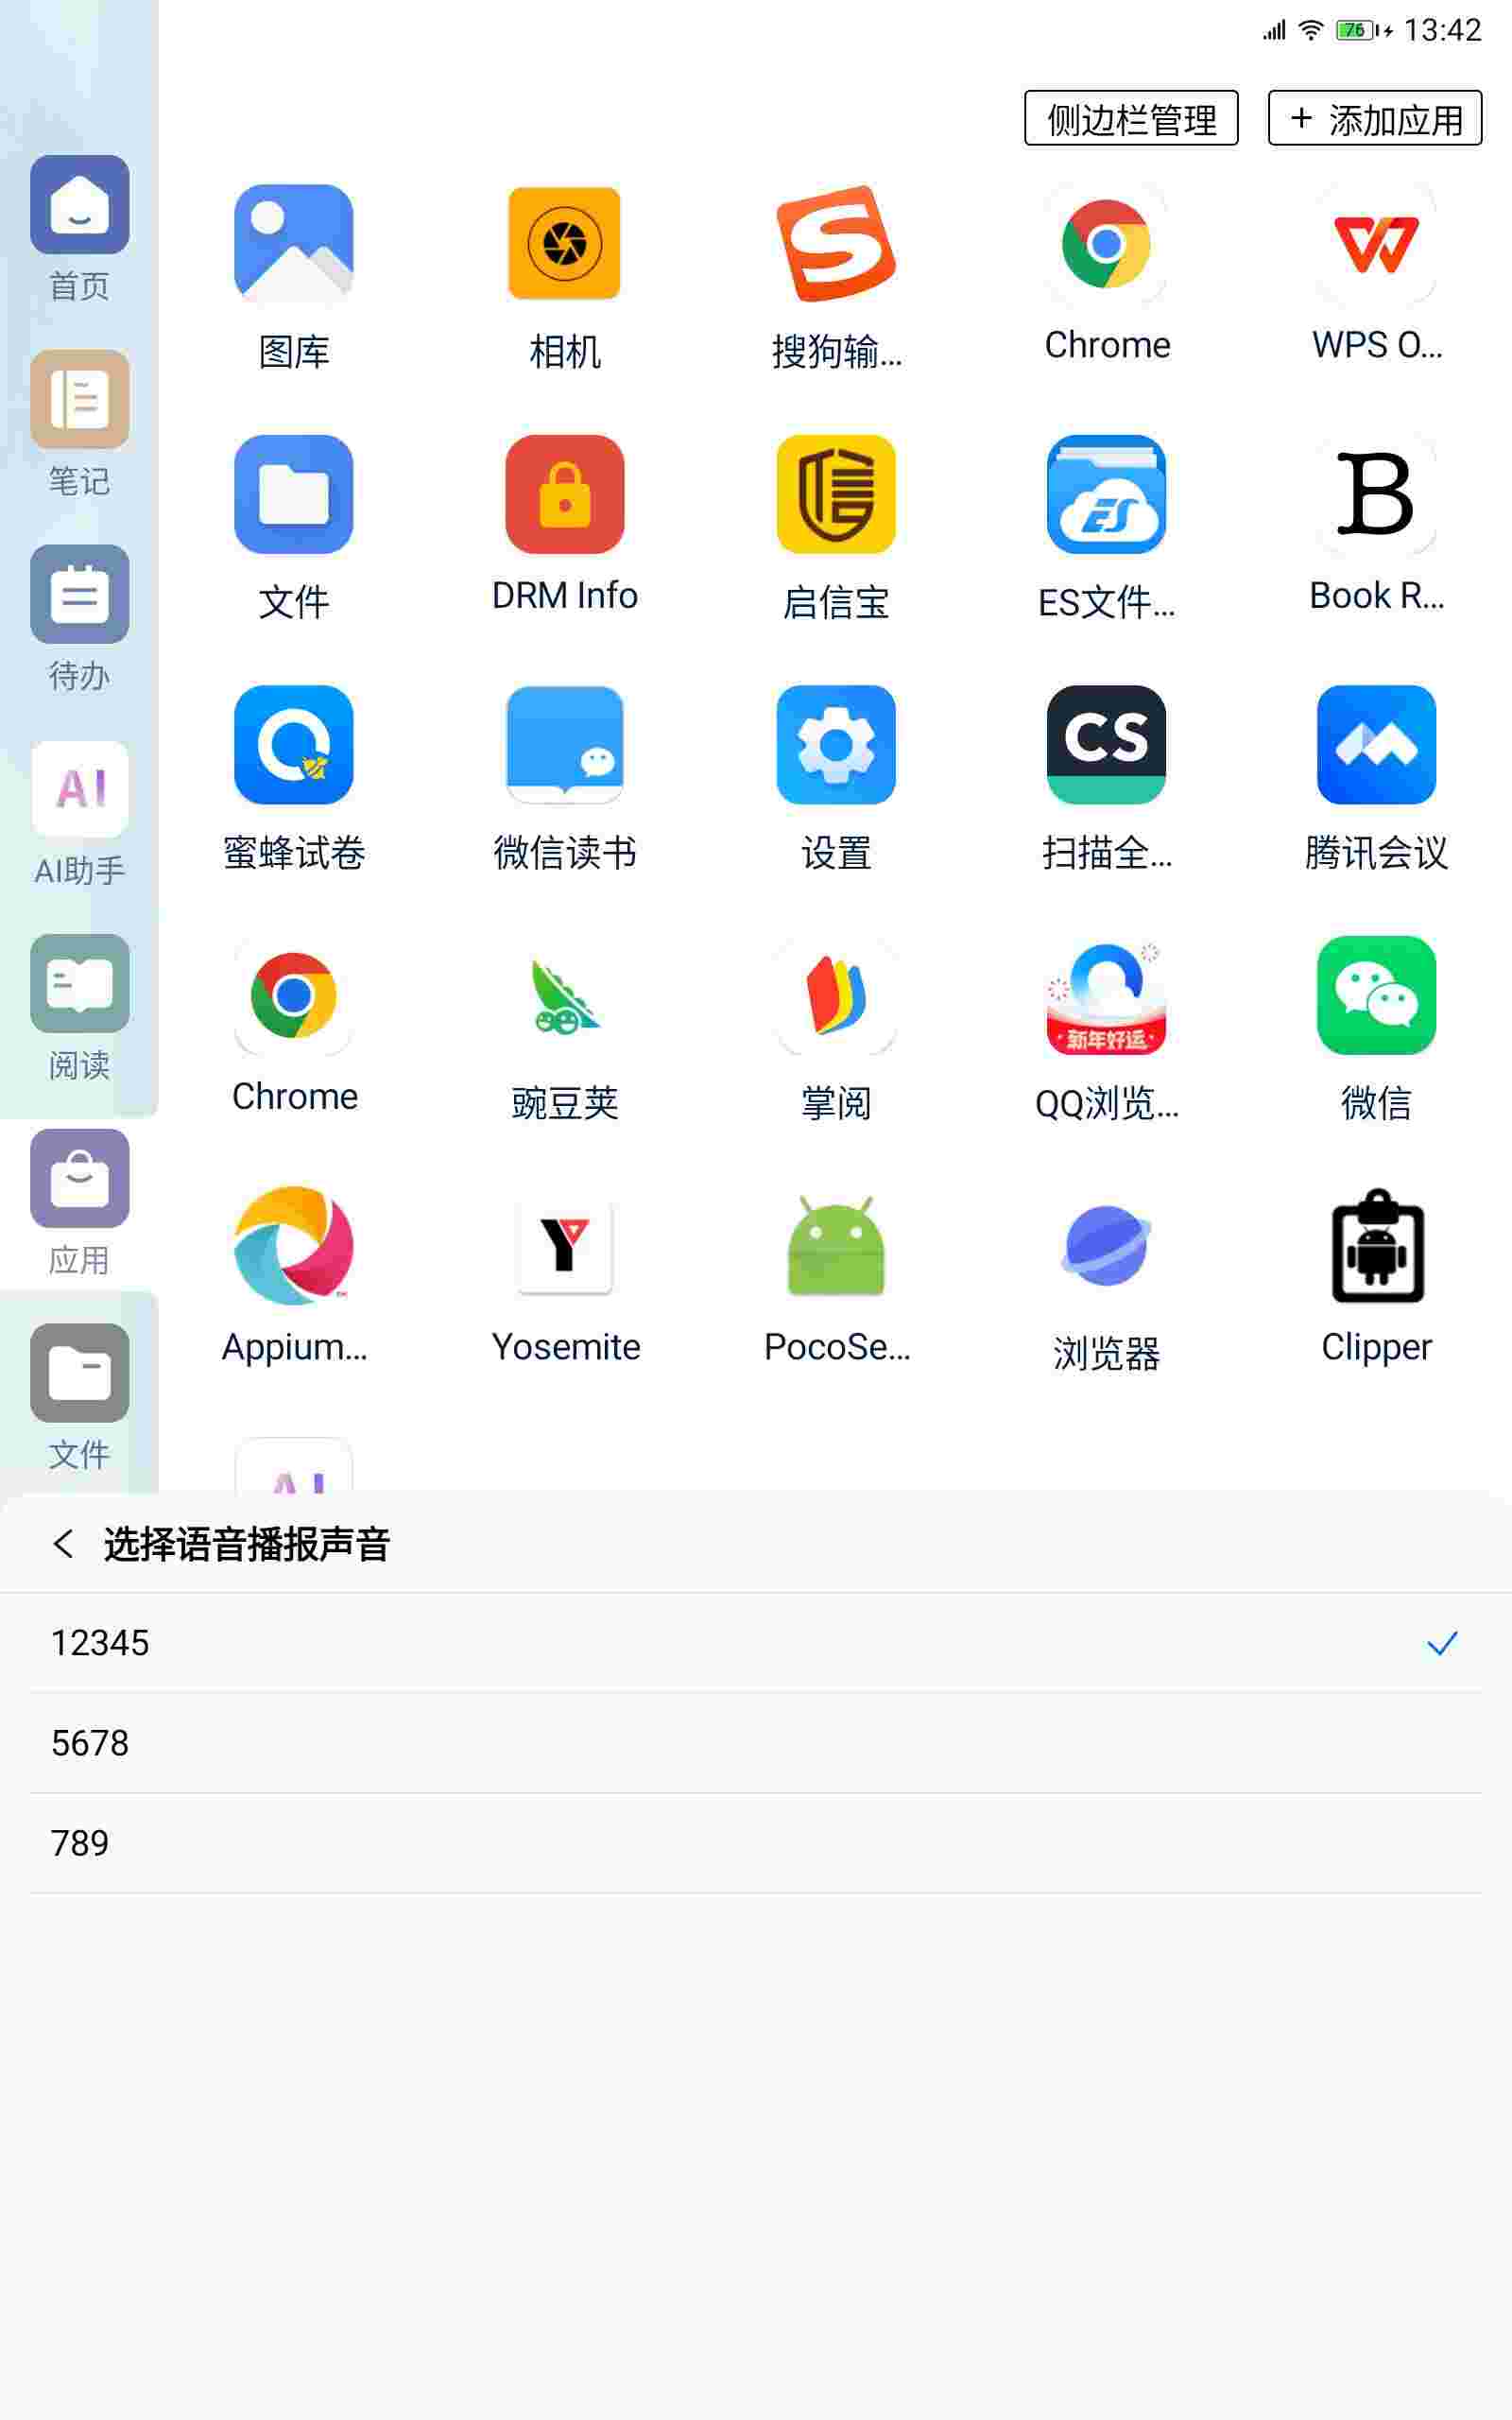 76 13:42
侧边栏管理 + 添加应用
首页
图库 相机 搜狗输... Chrome WPS O...
笔记
文件 DRM Info 启信宝 ES文件... Book R...
待办
蜜蜂试卷 微信读书 设置 扫描全... 腾讯会议
AI助手
阅读
Chrome 豌豆荚 掌阅 QQ浏览... 微信
新年好运
应用
Appium... Yosemite PocoSe... 浏览器 Clipper
文件
AI
选择语音播报声音
12345
5678
789